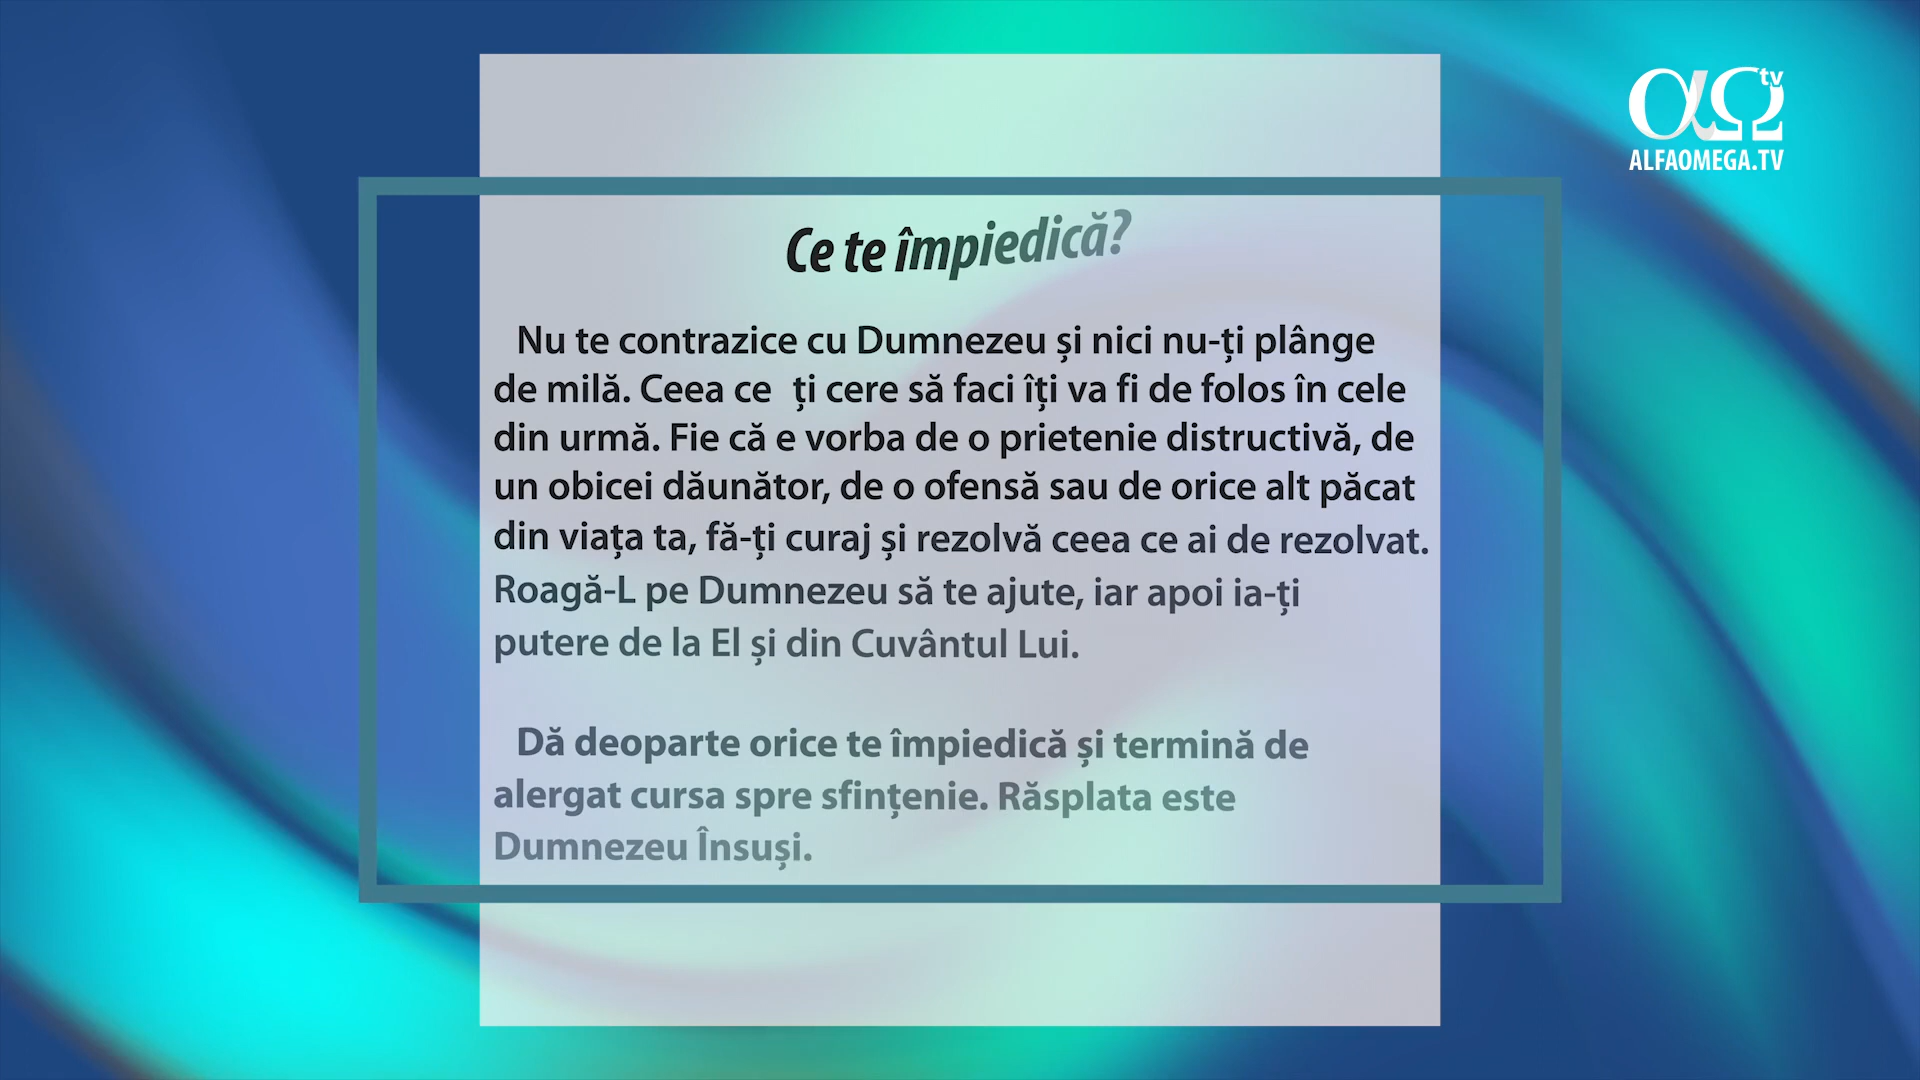 αΩ tv
ALFAOMEGA.TV
Ce te împiedică?
Nu te contrazice cu Dumnezeu și nici nu-ți plânge
de milă. Ceea ce ți cere să faci îți va fi de folos în cele
din urmă. Fie că e vorba de o prietenie distructivă, de
un obicei dăunător, de o ofensă sau de orice alt păcat
din viața ta, fă-ți curaj și rezolvă ceea ce ai de rezolvat.
Roagă-L pe Dumnezeu să te ajute, iar apoi ia-ți
putere de la El și din Cuvântul Lui.
Dă deoparte orice te împiedică și termină de
alergat cursa spre sfințenie. Răsplata este
Dumnezeu Însuși.